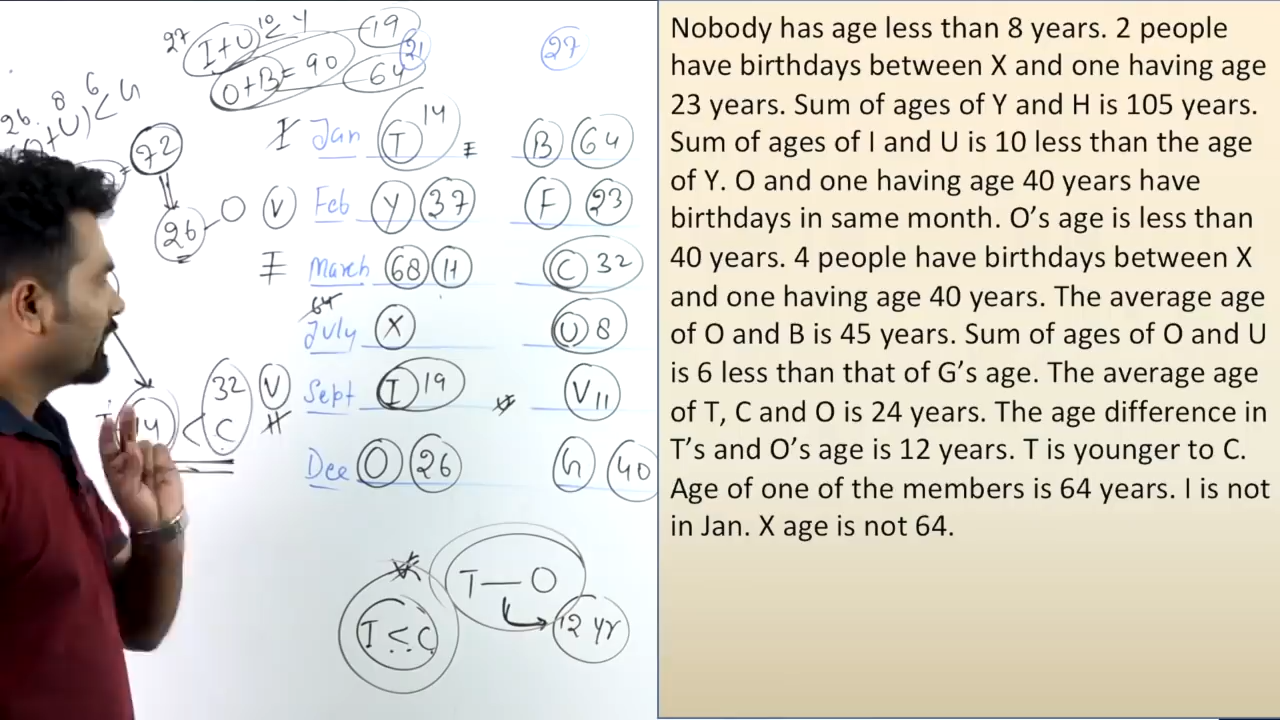 27 I+U 10 < Y 19
O+B = 90 64 21 27
26 8 6
+U) < G
72
26 O
I Jan T 14 B 64
V Feb Y 37 F 23
I March 68 H C 32
64
July X U 8
32 V Sept I 19 V 11
14 < C H
Dec O 26 G 40
T — O
12 yr
T < C
Nobody has age less than 8 years. 2 people
have birthdays between X and one having age
23 years. Sum of ages of Y and H is 105 years.
Sum of ages of I and U is 10 less than the age
of Y. O and one having age 40 years have
birthdays in same month. O’s age is less than
40 years. 4 people have birthdays between X
and one having age 40 years. The average age
of O and B is 45 years. Sum of ages of O and U
is 6 less than that of G’s age. The average age
of T, C and O is 24 years. The age difference in
T’s and O’s age is 12 years. T is younger to C.
Age of one of the members is 64 years. I is not
in Jan. X age is not 64.